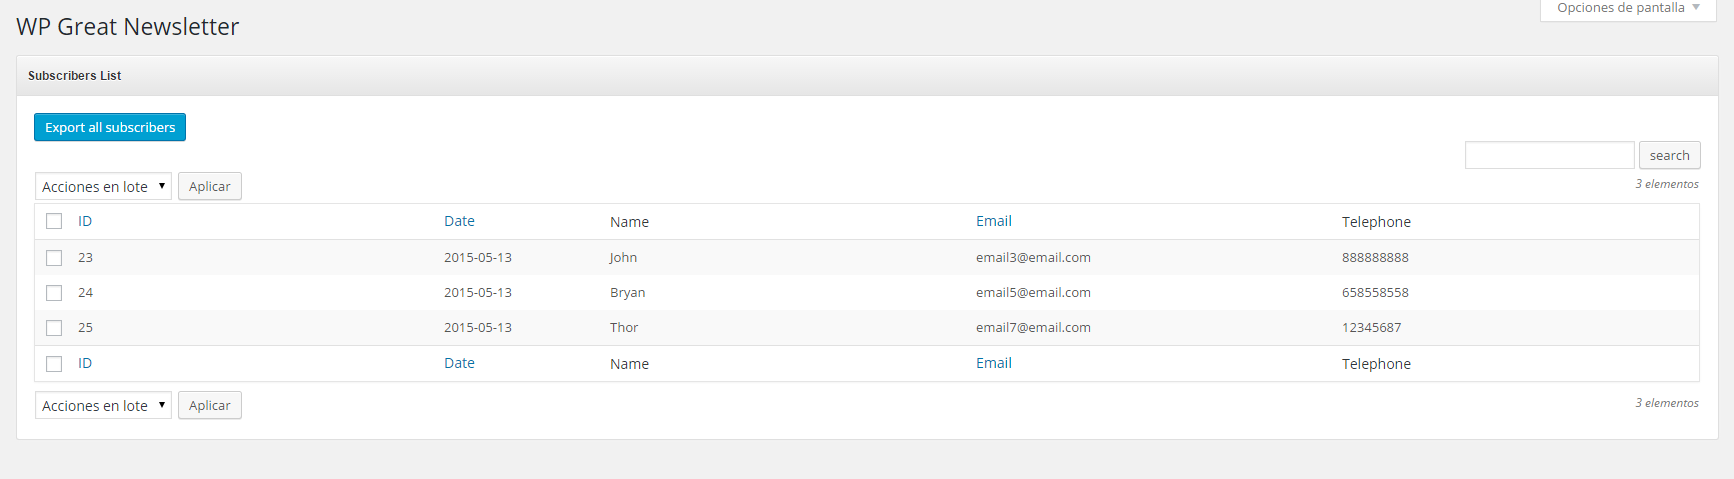 Opciones de pantalla
WP Great Newsletter
Subscribers List
Export all subscribers
search
Acciones en lote Aplicar 3 elementos
ID Date Name Email Telephone
23 2015-05-13 John email3@email.com 888888888
24 2015-05-13 Bryan email5@email.com 658558558
25 2015-05-13 Thor email7@email.com 12345687
ID Date Name Email Telephone
Acciones en lote Aplicar 3 elementos